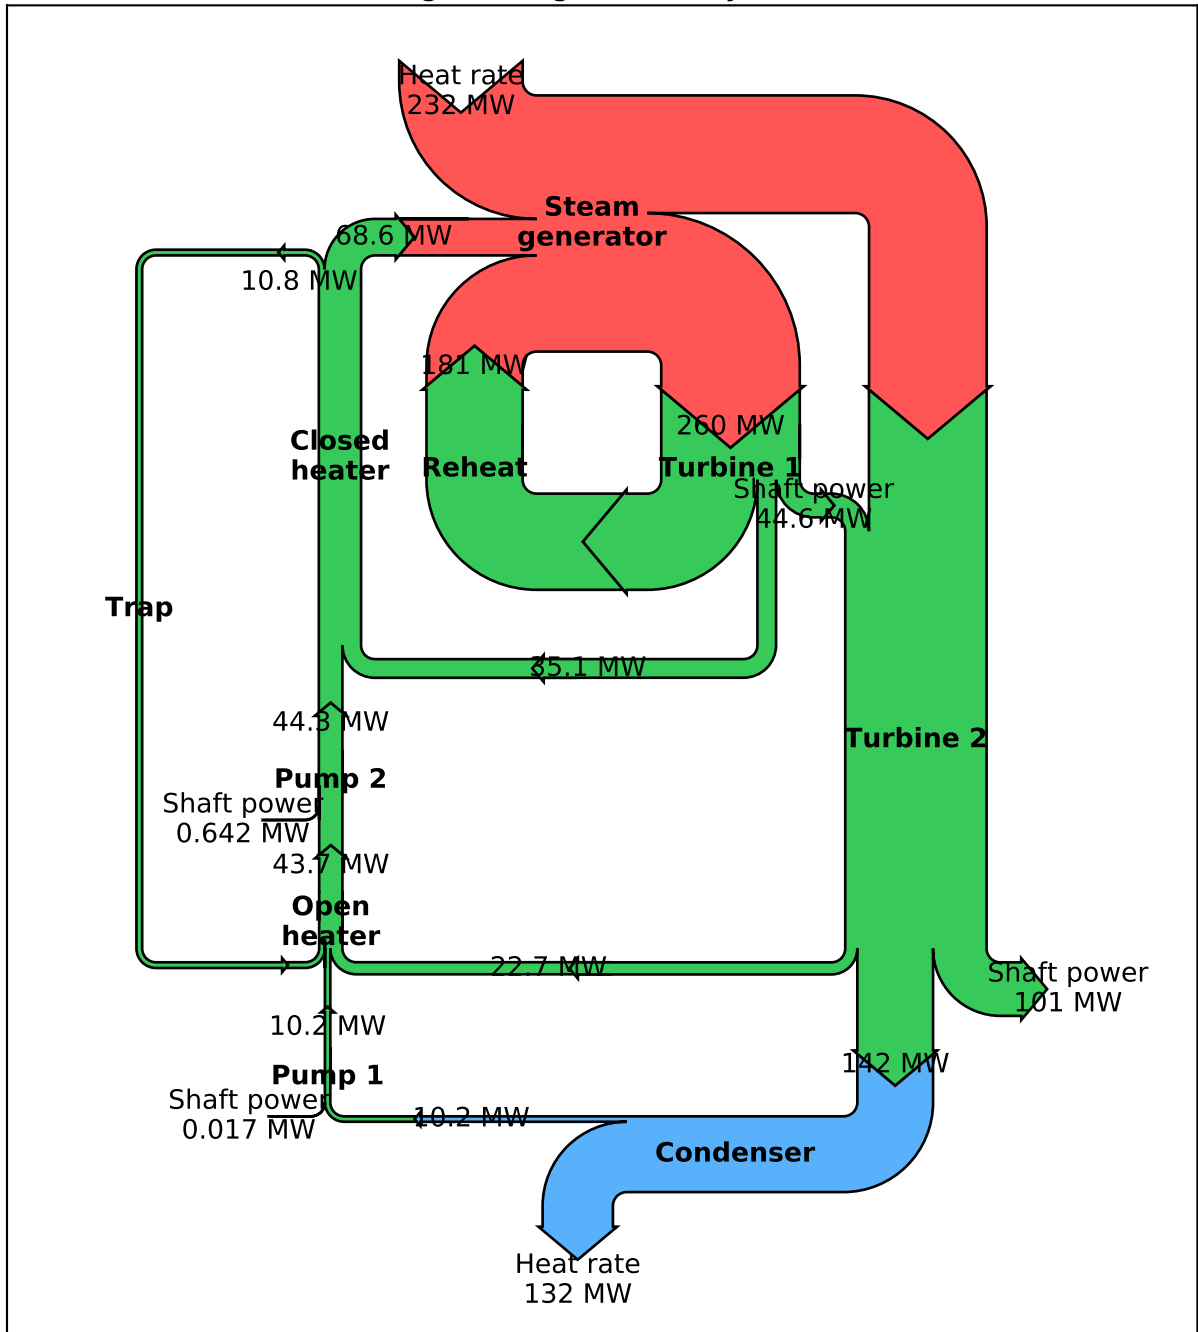 Heat rate
232 MW
Steam
generator
68.6 MW
10.8 MW
181 MW
260 MW
Closed
heater
Reheat
Turbine 1
Shaft power
44.6 MW
Trap
35.1 MW
44.3 MW
Turbine 2
Pump 2
Shaft power
0.642 MW
43.7 MW
Open
heater
22.7 MW
Shaft power
101 MW
10.2 MW
142 MW
Pump 1
Shaft power
0.017 MW
10.2 MW
Condenser
Heat rate
132 MW